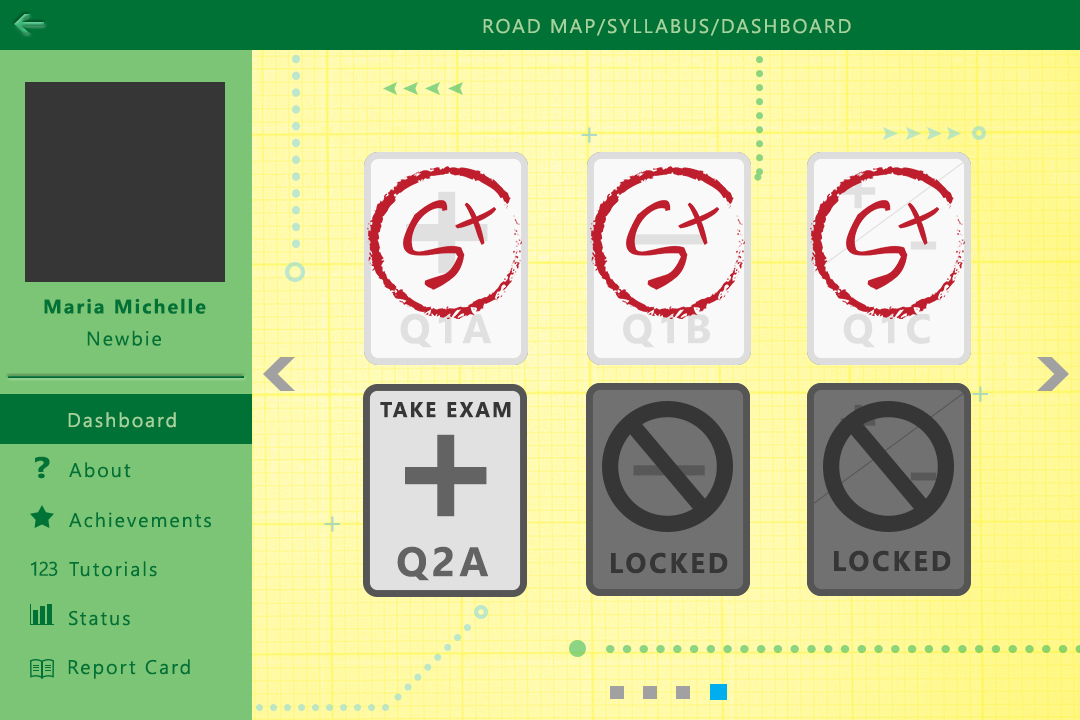 ROAD MAP/SYLLABUS/DASHBOARD
Maria Michelle
Newbie
Dashboard
? About
Achievements
123 Tutorials
Status
Report Card
S+
Q1A
S+
Q1B
S+
Q1C
TAKE EXAM
Q2A
LOCKED
LOCKED